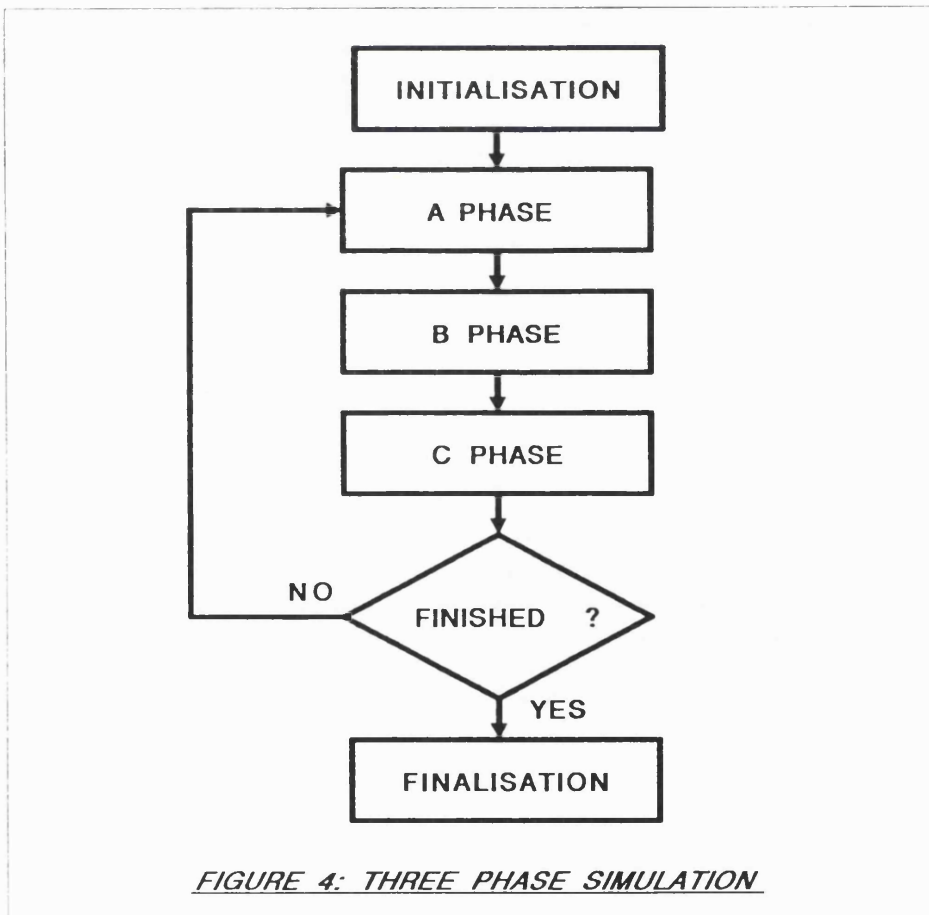 INITIALISATION
A PHASE
B PHASE
C PHASE
NO
FINISHED ?
YES
FINALISATION
FIGURE 4: THREE PHASE SIMULATION